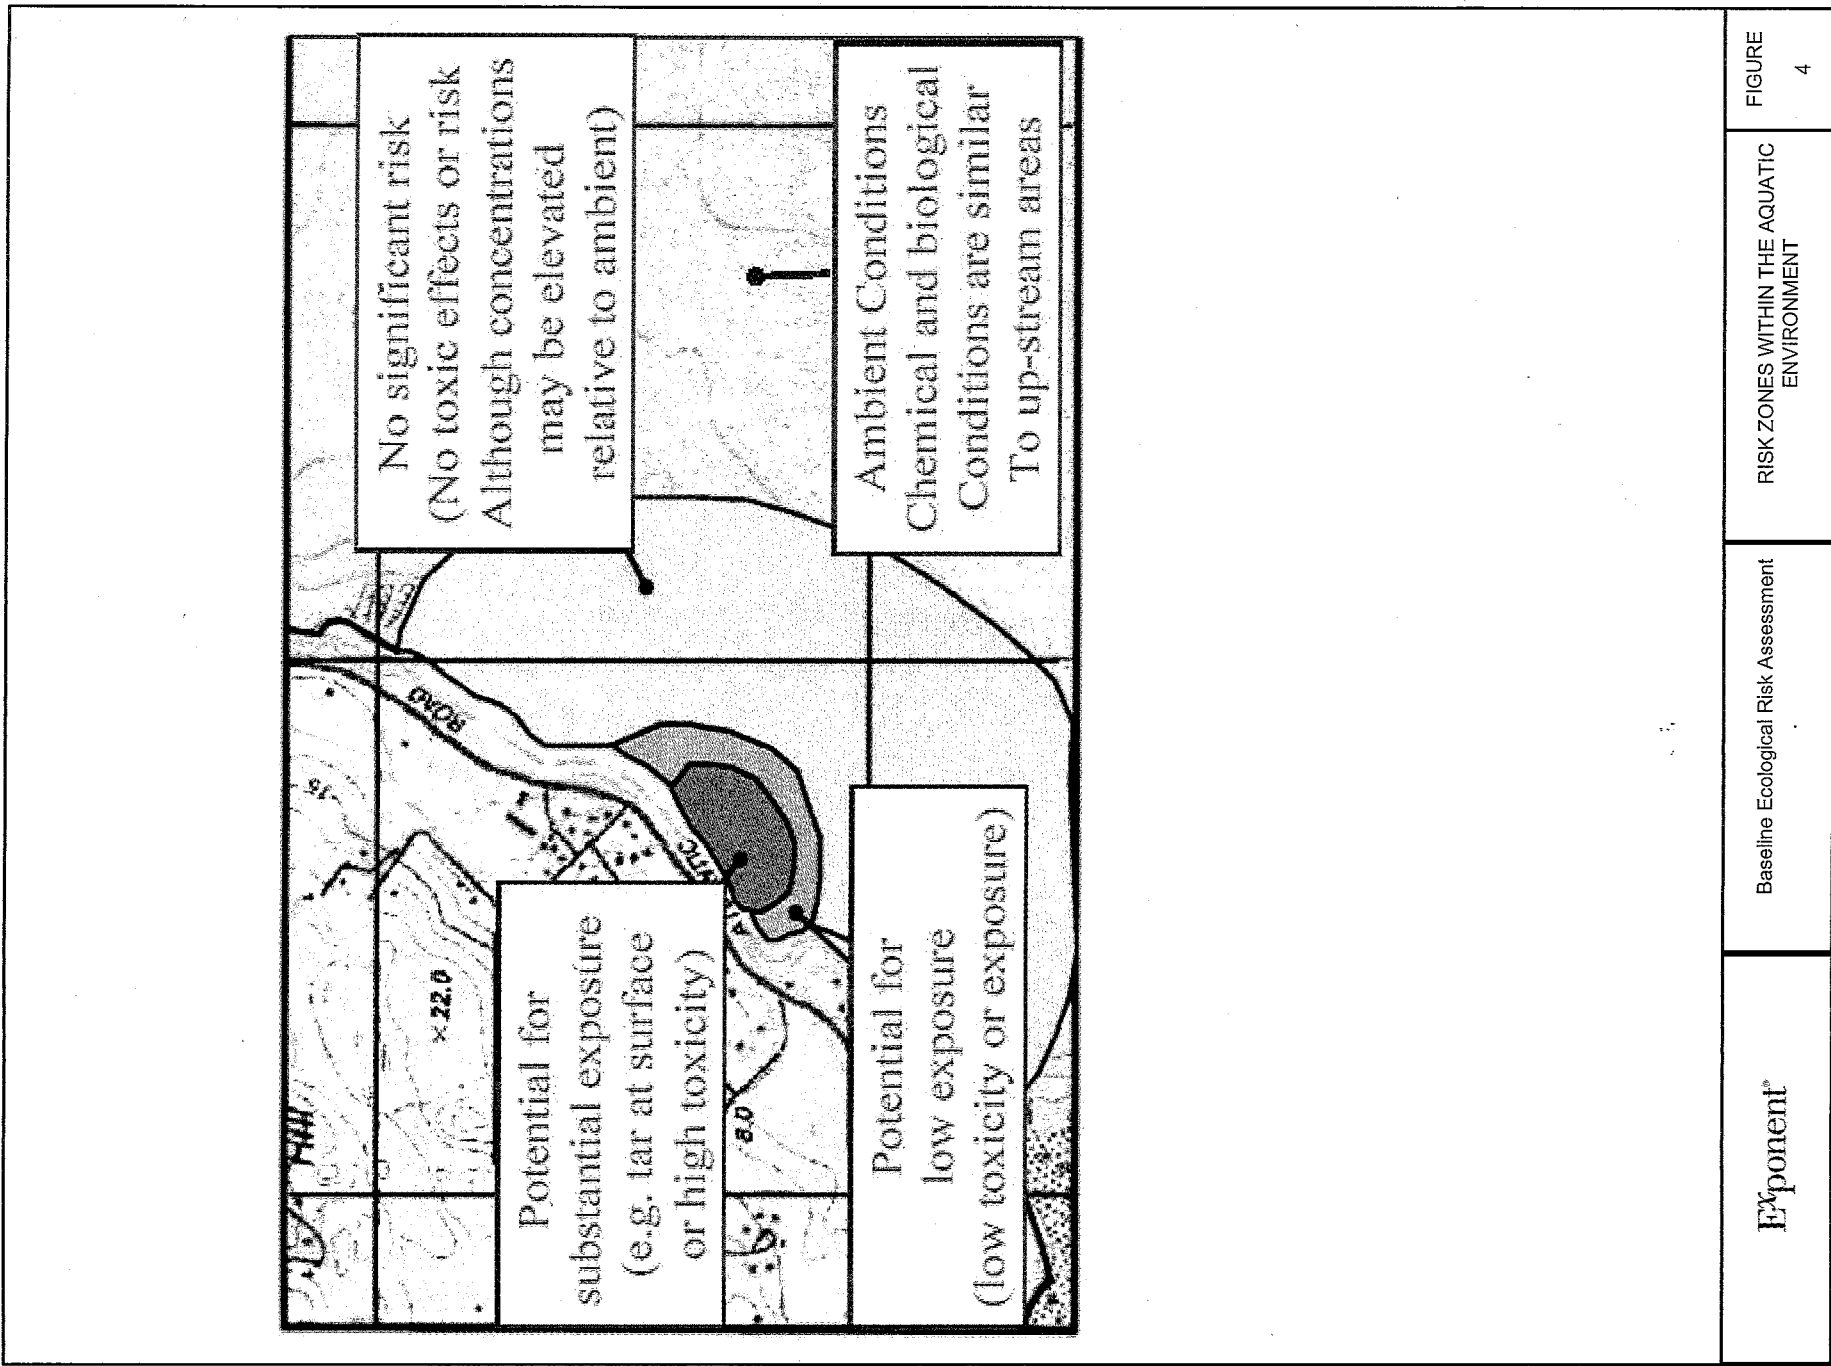 No significant risk
(No toxic effects or risk
Although concentrations
may be elevated
relative to ambient)
Ambient Conditions
Chemical and biological
Conditions are similar
To up-stream areas
Potential for
substantial exposure
(e.g. tar at surface
or high toxicity)
Potential for
low exposure
(low toxicity or exposure)
ROAD
15
×22.0
8.0
Exponent®
Baseline Ecological Risk Assessment
RISK ZONES WITHIN THE AQUATIC
ENVIRONMENT
FIGURE
4